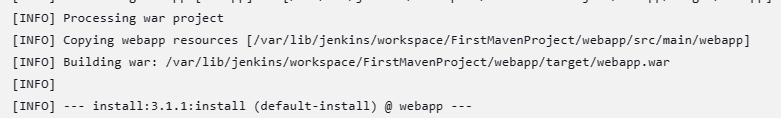 [INFO] Processing war project
[INFO] Copying webapp resources [/var/lib/jenkins/workspace/FirstMavenProject/webapp/src/main/webapp]
[INFO] Building war: /var/lib/jenkins/workspace/FirstMavenProject/webapp/target/webapp.war
[INFO]
[INFO] --- install:3.1.1:install (default-install) @ webapp ---